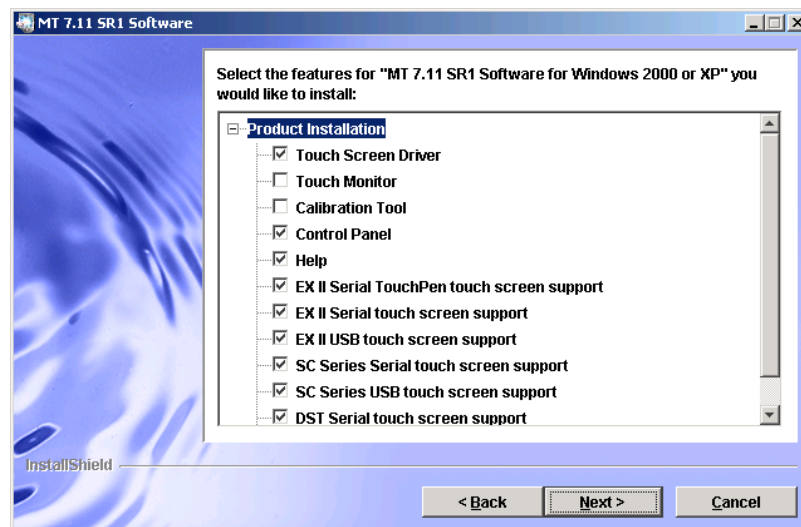 MT 7.11 SR1 Software
Select the features for "MT 7.11 SR1 Software for Windows 2000 or XP" you
would like to install:
Product Installation
Touch Screen Driver
Touch Monitor
Calibration Tool
Control Panel
Help
EX II Serial TouchPen touch screen support
EX II Serial touch screen support
EX II USB touch screen support
SC Series Serial touch screen support
SC Series USB touch screen support
DST Serial touch screen support
InstallShield
< Back
Next >
Cancel